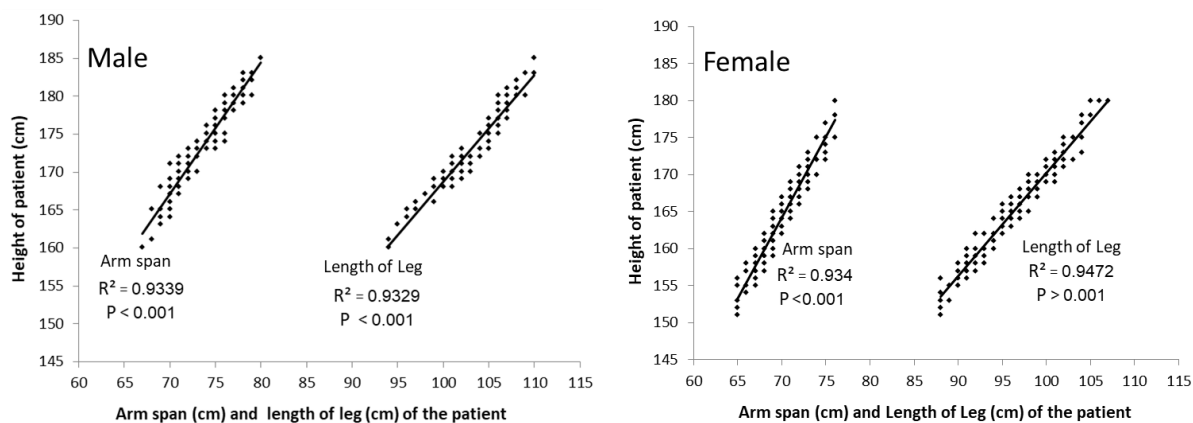 Male
Height of patient (cm)
190
185
180
175
170
165
160
155
150
145
Arm span
R² = 0.9339
P < 0.001
Length of Leg
R² = 0.9329
P < 0.001
60 65 70 75 80 85 90 95 100 105 110 115
Arm span (cm) and length of leg (cm) of the patient
Female
Height of patient (cm)
190
185
180
175
170
165
160
155
150
145
Arm span
R² = 0.934
P <0.001
Length of Leg
R² = 0.9472
P > 0.001
60 65 70 75 80 85 90 95 100 105 110 115
Arm span (cm) and Length of Leg (cm) of the patient